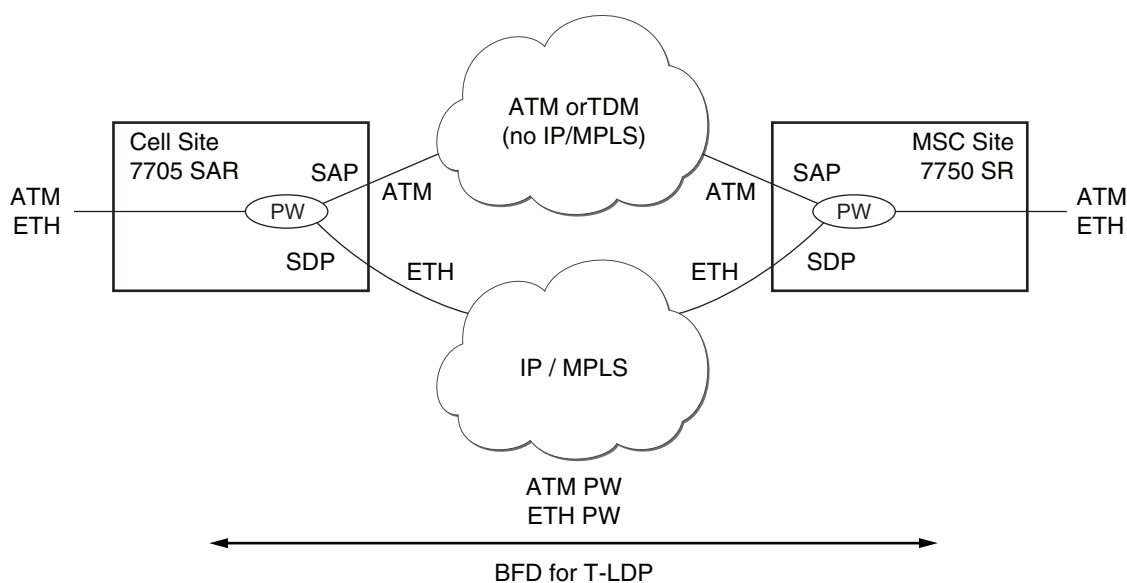 ATM orTDM
(no IP/MPLS)
Cell Site
7705 SAR
MSC Site
7750 SR
SAP
ATM
ATM
SAP
ATM
ETH
PW
PW
ATM
ETH
SDP
ETH
ETH
SDP
IP / MPLS
ATM PW
ETH PW
BFD for T-LDP